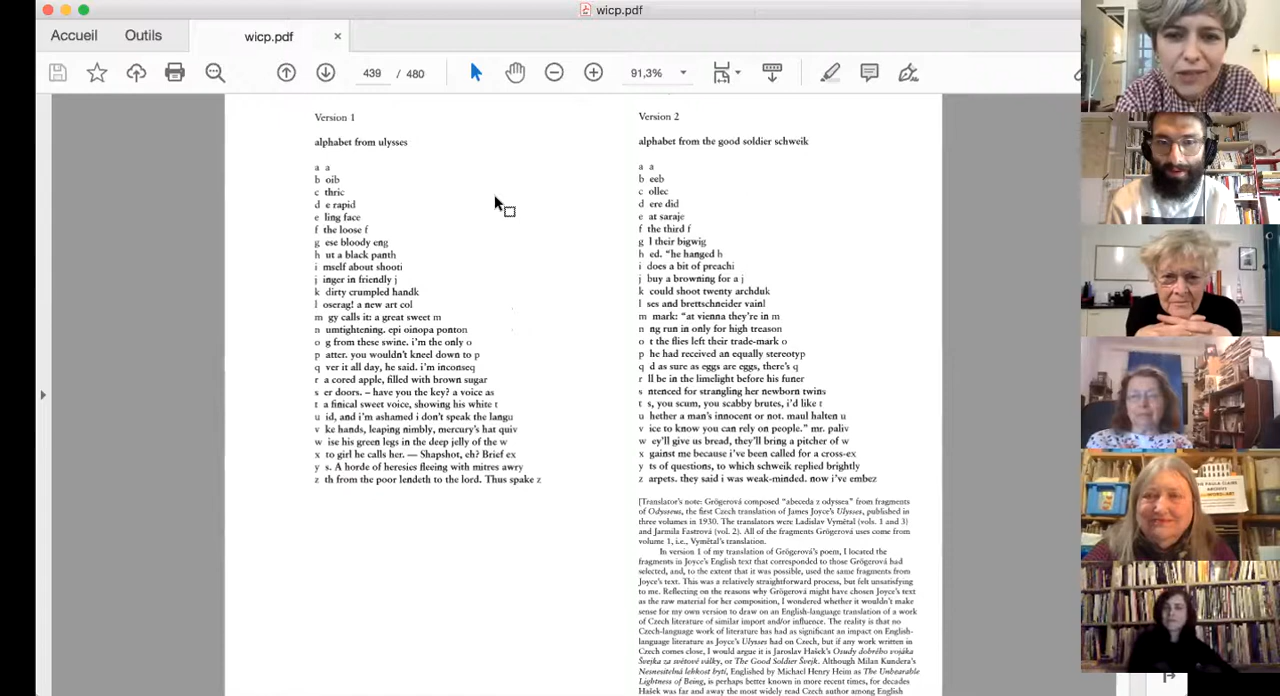 wicp.pdf
Accueil
Outils
wicp.pdf
×
439 / 480
91,3%
Version 1
alphabet from ulysses
a a
b oib
c thric
d e rapid
e ling face
f the loose f
g ese bloody eng
h ut a black panth
i mself about shooti
j inger in friendly j
k dirty crumpled handk
l oserag! a new art col
m gy calls it: a great sweet m
n umtightening. epi oinopa ponton
o g from these swine. i'm the only o
p atter. you wouldn't kneel down to p
q ver it all day, he said. i'm inconseq
r a cored apple, filled with brown sugar
s er doors. – have you the key? a voice as
t a finical sweet voice, showing his white t
u id, and i'm ashamed i don't speak the langu
v ke hands, leaping nimbly, mercury's hat quiv
w ise his green legs in the deep jelly of the w
x to girl he calls her. — Shapshot, eh? Brief ex
y s. A horde of heresies fleeing with mitres awry
z th from the poor lendeth to the lord. Thus spake z
Version 2
alphabet from the good soldier schweik
a a
b eeb
c ollec
d ere did
e at saraje
f the third f
g l their bigwig
h ed. "he hanged h
i does a bit of preachi
j buy a browning for a j
k could shoot twenty archduk
l ses and brettschneider vainl
m mark: "at vienna they're in m
n ng run in only for high treason
o t the flies left their trade-mark o
p he had received an equally stereotyp
q d as sure as eggs are eggs, there's q
r ll be in the limelight before his funer
s ntenced for strangling her newborn twins
t s, you scum, you scabby brutes, i'd like t
u hether a man's innocent or not. maul halten u
v ice to know you can rely on people." mr. paliv
w ey'll give us bread, they'll bring a pitcher of w
x gainst me because i've been called for a cross-ex
y ts of questions, to which schweik replied brightly
z arpets. they said i was weak-minded. now i've embez
[Translator's note: Grögerová composed "abeceda z odyssea" from fragments
of Odysseus, the first Czech translation of James Joyce's Ulysses, published in
three volumes in 1930. The translators were Ladislav Vymětal (vols. 1 and 3)
and Jarmila Fastrová (vol. 2). All of the fragments Grögerová uses come from
volume 1, i.e., Vymětal's translation.
In version 1 of my translation of Grögerová's poem, I located the
fragments in Joyce's English text that corresponded to those Grögerová had
selected, and, to the extent that it was possible, used the same fragments from
Joyce's text. This was a relatively straightforward process, but felt unsatisfying
to me. Reflecting on the reasons why Grögerová might have chosen Joyce's text
as the raw material for her composition, I wondered whether it wouldn't make
sense for my own version to draw on an English-language translation of a work
of Czech literature of similar import and/or influence. The reality is that no
Czech-language work of literature has had as significant an impact on English-
language literature as Joyce's Ulysses had on Czech, but if any work written in
Czech comes close, I would argue it is Jaroslav Hašek's Osudy dobrého vojáka
Švejka za světové války, or The Good Soldier Švejk. Although Milan Kundera's
Nesnesitelná lehkost bytí, Englished by Michael Henry Heim as The Unbearable
Lightness of Being, is perhaps better known in more recent times, for decades
Hašek was far and away the most widely read Czech author among English
THE PAULA CLAIRE
ARCHIVE
WORD-ART